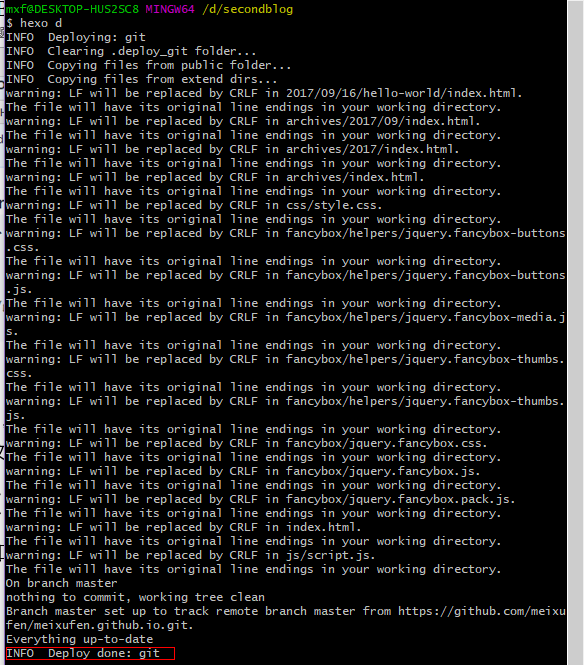 mxf@DESKTOP-HUS2SC8 MINGW64 /d/secondblog
$ hexo d
INFO  Deploying: git
INFO  Clearing .deploy_git folder...
INFO  Copying files from public folder...
INFO  Copying files from extend dirs...
warning: LF will be replaced by CRLF in 2017/09/16/hello-world/index.html.
The file will have its original line endings in your working directory.
warning: LF will be replaced by CRLF in archives/2017/09/index.html.
The file will have its original line endings in your working directory.
warning: LF will be replaced by CRLF in archives/2017/index.html.
The file will have its original line endings in your working directory.
warning: LF will be replaced by CRLF in archives/index.html.
The file will have its original line endings in your working directory.
warning: LF will be replaced by CRLF in css/style.css.
The file will have its original line endings in your working directory.
warning: LF will be replaced by CRLF in fancybox/helpers/jquery.fancybox-buttons
.css.
The file will have its original line endings in your working directory.
warning: LF will be replaced by CRLF in fancybox/helpers/jquery.fancybox-buttons
.js.
The file will have its original line endings in your working directory.
warning: LF will be replaced by CRLF in fancybox/helpers/jquery.fancybox-media.j
s.
The file will have its original line endings in your working directory.
warning: LF will be replaced by CRLF in fancybox/helpers/jquery.fancybox-thumbs.
css.
The file will have its original line endings in your working directory.
warning: LF will be replaced by CRLF in fancybox/helpers/jquery.fancybox-thumbs.
js.
The file will have its original line endings in your working directory.
warning: LF will be replaced by CRLF in fancybox/jquery.fancybox.css.
The file will have its original line endings in your working directory.
warning: LF will be replaced by CRLF in fancybox/jquery.fancybox.js.
The file will have its original line endings in your working directory.
warning: LF will be replaced by CRLF in fancybox/jquery.fancybox.pack.js.
The file will have its original line endings in your working directory.
warning: LF will be replaced by CRLF in index.html.
The file will have its original line endings in your working directory.
warning: LF will be replaced by CRLF in js/script.js.
The file will have its original line endings in your working directory.
On branch master
nothing to commit, working tree clean
Branch master set up to track remote branch master from https://github.com/meixu
fen/meixufen.github.io.git.
Everything up-to-date
INFO  Deploy done: git